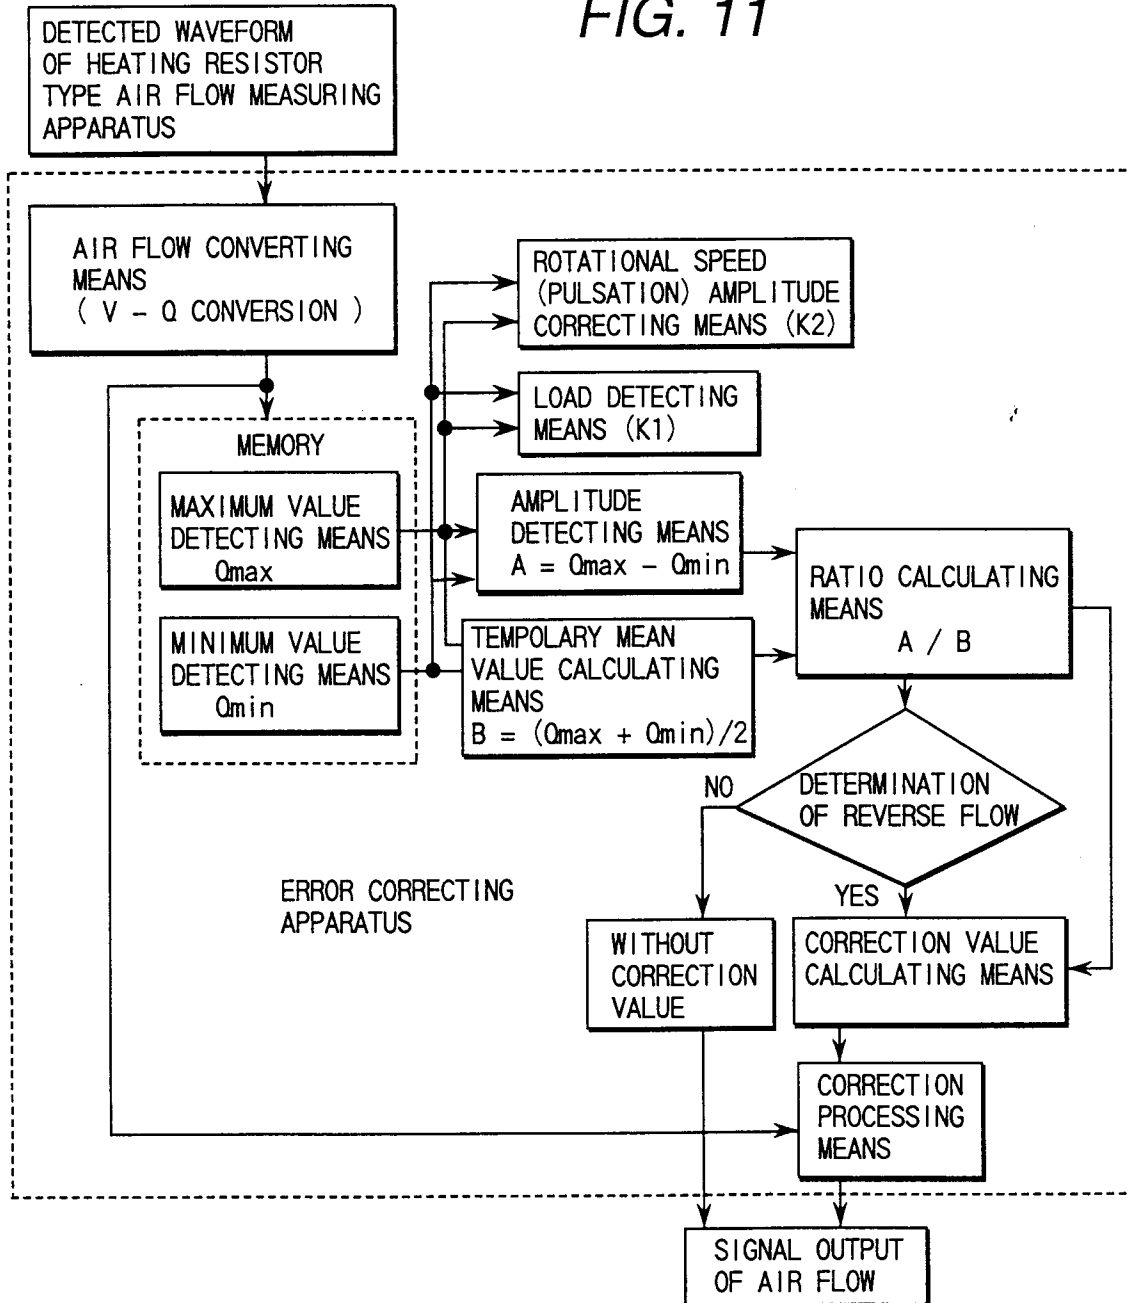 FIG. 11
DETECTED WAVEFORM
OF HEATING RESISTOR
TYPE AIR FLOW MEASURING
APPARATUS
AIR FLOW CONVERTING
MEANS
( V - Q CONVERSION )
ROTATIONAL SPEED
(PULSATION) AMPLITUDE
CORRECTING MEANS (K2)
LOAD DETECTING
MEANS (K1)
MEMORY
MAXIMUM VALUE
DETECTING MEANS
Qmax
AMPLITUDE
DETECTING MEANS
A = Qmax - Qmin
RATIO CALCULATING
MEANS
A / B
MINIMUM VALUE
DETECTING MEANS
Qmin
TEMPOLARY MEAN
VALUE CALCULATING
MEANS
B = (Qmax + Qmin)/2
NO
DETERMINATION
OF REVERSE FLOW
YES
ERROR CORRECTING
APPARATUS
WITHOUT
CORRECTION
VALUE
CORRECTION VALUE
CALCULATING MEANS
CORRECTION
PROCESSING
MEANS
SIGNAL OUTPUT
OF AIR FLOW